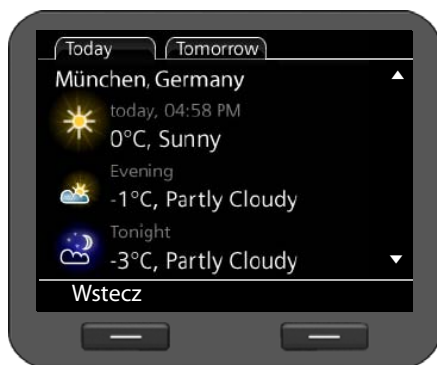 Today Tomorrow
München, Germany
today, 04:58 PM
0°C, Sunny
Evening
-1°C, Partly Cloudy
Tonight
-3°C, Partly Cloudy
Wstecz